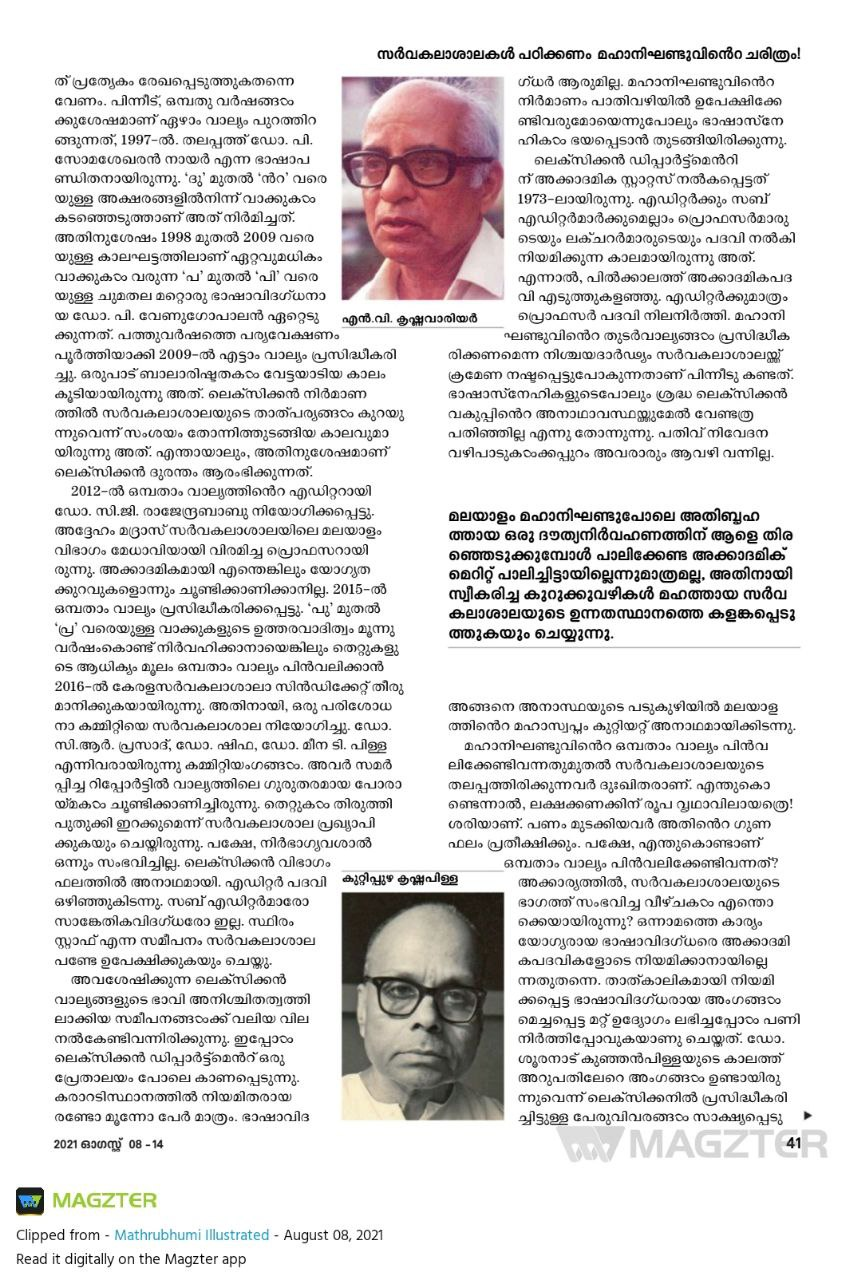 സർവകലാശാലകൾ പഠിക്കണം മഹാനിഘണ്ടുവിൻെറ ചരിത്രം!
ത് പ്രത്യേകം രേഖപ്പെടുത്തുകതന്നെ
വേണം. പിന്നീട്, ഒമ്പതു വർഷങ്ങൾ
ക്കുശേഷമാണ് ഏഴാം വാല്യം പുറത്തിറ
ങ്ങുന്നത്, 1997-ൽ. തലപ്പത്ത് ഡോ. പി.
സോമശേഖരൻ നായർ എന്ന ഭാഷാപ
ണ്ഡിതനായിരുന്നു. ‘ദു’ മുതൽ ‘ൻറ’ വരെ
യുള്ള അക്ഷരങ്ങളിൽനിന്ന് വാക്കുകൾ
കടഞ്ഞെടുത്താണ് അത് നിർമിച്ചത്.
അതിനുശേഷം 1998 മുതൽ 2009 വരെ
യുള്ള കാലഘട്ടത്തിലാണ് ഏറ്റവുമധികം
വാക്കുകൾ വരുന്ന ‘പ’ മുതൽ ‘പി’ വരെ
യുള്ള ചുമതല മറ്റൊരു ഭാഷാവിദഗ്ധനാ
യ ഡോ. പി. വേണുഗോപാലൻ ഏറ്റെടു
ക്കുന്നത്. പത്തുവർഷത്തെ പര്യവേക്ഷണം
പൂർത്തിയാക്കി 2009-ൽ എട്ടാം വാല്യം പ്രസിദ്ധീകരി
ച്ചു. ഒരുപാട് ബാലാരിഷ്ടതകൾ വേട്ടയാടിയ കാലം
കൂടിയായിരുന്നു അത്. ലെക്സിക്കൻ നിർമാണ
ത്തിൽ സർവകലാശാലയുടെ താത്പര്യങ്ങൾ കുറയു
ന്നുവെന്ന് സംശയം തോന്നിത്തുടങ്ങിയ കാലവുമാ
യിരുന്നു അത്. എന്തായാലും, അതിനുശേഷമാണ്
ലെക്സിക്കൻ ദുരന്തം ആരംഭിക്കുന്നത്.
2012-ൽ ഒമ്പതാം വാല്യത്തിൻെറ എഡിറ്ററായി
ഡോ. സി.ജി. രാജേന്ദ്രബാബു നിയോഗിക്കപ്പെട്ടു.
അദ്ദേഹം മദ്രാസ് സർവകലാശാലയിലെ മലയാളം
വിഭാഗം മേധാവിയായി വിരമിച്ച പ്രൊഫസറായി
രുന്നു. അക്കാദമികമായി എന്തെങ്കിലും യോഗ്യത
ക്കുറവുകളൊന്നും ചൂണ്ടിക്കാണിക്കാനില്ല. 2015-ൽ
ഒമ്പതാം വാല്യം പ്രസിദ്ധീകരിക്കപ്പെട്ടു. ‘പു’ മുതൽ
‘പ്ര’ വരെയുള്ള വാക്കുകളുടെ ഉത്തരവാദിത്വം മൂന്നു
വർഷംകൊണ്ട് നിർവഹിക്കാനായെങ്കിലും തെറ്റുകളു
ടെ ആധിക്യം മൂലം ഒമ്പതാം വാല്യം പിൻവലിക്കാൻ
2016-ൽ കേരളസർവകലാശാലാ സിൻഡിക്കേറ്റ് തീരു
മാനിക്കുകയായിരുന്നു. അതിനായി, ഒരു പരിശോധ
നാ കമ്മിറ്റിയെ സർവകലാശാല നിയോഗിച്ചു. ഡോ.
സി.ആർ. പ്രസാദ്, ഡോ. ഷിഫ, ഡോ. മീന ടി. പിള്ള
എന്നിവരായിരുന്നു കമ്മിറ്റിയംഗങ്ങൾ. അവർ സമർ
പ്പിച്ച റിപ്പോർട്ടിൽ വാല്യത്തിലെ ഗുരുതരമായ പോരാ
യ്മകൾ ചൂണ്ടിക്കാണിച്ചിരുന്നു. തെറ്റുകൾ തിരുത്തി
പുതുക്കി ഇറക്കുമെന്ന് സർവകലാശാല പ്രഖ്യാപി
ക്കുകയും ചെയ്തിരുന്നു. പക്ഷേ, നിർഭാഗ്യവശാൽ
ഒന്നും സംഭവിച്ചില്ല. ലെക്സിക്കൻ വിഭാഗം
ഫലത്തിൽ അനാഥമായി. എഡിറ്റർ പദവി
ഒഴിഞ്ഞുകിടന്നു. സബ് എഡിറ്റർമാരോ
സാങ്കേതികവിദഗ്ധരോ ഇല്ല. സ്ഥിരം
സ്റ്റാഫ് എന്ന സമീപനം സർവകലാശാല
പണ്ടേ ഉപേക്ഷിക്കുകയും ചെയ്തു.
അവശേഷിക്കുന്ന ലെക്സിക്കൻ
വാല്യങ്ങളുടെ ഭാവി അനിശ്ചിതത്വത്തി
ലാക്കിയ സമീപനങ്ങൾക്ക് വലിയ വില
നൽകേണ്ടിവന്നിരിക്കുന്നു. ഇപ്പോൾ
ലെക്സിക്കൻ ഡിപ്പാർട്ട്മെൻറ് ഒരു
പ്രേതാലയം പോലെ കാണപ്പെടുന്നു.
കരാറടിസ്ഥാനത്തിൽ നിയമിതരായ
രണ്ടോ മൂന്നോ പേർ മാത്രം. ഭാഷാവിദ
എൻ.വി. കൃഷ്ണവാരിയർ
കുറ്റിപ്പുഴ കൃഷ്ണപിള്ള
ഗ്ധർ ആരുമില്ല. മഹാനിഘണ്ടുവിൻെറ
നിർമാണം പാതിവഴിയിൽ ഉപേക്ഷിക്കേ
ണ്ടിവരുമോയെന്നുപോലും ഭാഷാസ്നേ
ഹികൾ ഭയപ്പെടാൻ തുടങ്ങിയിരിക്കുന്നു.
ലെക്സിക്കൻ ഡിപ്പാർട്ട്മെൻറി
ന് അക്കാദമിക സ്റ്റാറ്റസ് നൽകപ്പെട്ടത്
1973-ലായിരുന്നു. എഡിറ്റർക്കും സബ്
എഡിറ്റർമാർക്കുമെല്ലാം പ്രൊഫസർമാരു
ടെയും ലക്ചറർമാരുടെയും പദവി നൽകി
നിയമിക്കുന്ന കാലമായിരുന്നു അത്.
എന്നാൽ, പിൽക്കാലത്ത് അക്കാദമികപദ
വി എടുത്തുകളഞ്ഞു. എഡിറ്റർക്കുമാത്രം
പ്രൊഫസർ പദവി നിലനിർത്തി. മഹാനി
ഘണ്ടുവിൻെറ തുടർവാല്യങ്ങൾ പ്രസിദ്ധീക
രിക്കണമെന്ന നിശ്ചയദാർഢ്യം സർവകലാശാലയ്ക്ക്
ക്രമേണ നഷ്ടപ്പെട്ടുപോകുന്നതാണ് പിന്നീടു കണ്ടത്.
ഭാഷാസ്നേഹികളുടെപോലും ശ്രദ്ധ ലെക്സിക്കൻ
വകുപ്പിൻെറ അനാഥാവസ്ഥയ്ക്കുമേൽ വേണ്ടത്ര
പതിഞ്ഞില്ല എന്നു തോന്നുന്നു. പതിവ് നിവേദന
വഴിപാടുകൾക്കപ്പുറം അവരാരും ആവഴി വന്നില്ല.
മലയാളം മഹാനിഘണ്ടുപോലെ അതിബൃഹ
ത്തായ ഒരു ദൗത്യനിർവഹണത്തിന് ആളെ തിര
ഞ്ഞെടുക്കുമ്പോൾ പാലിക്കേണ്ട അക്കാദമിക്
മെറിറ്റ് പാലിച്ചിട്ടായില്ലെന്നുമാത്രമല്ല, അതിനായി
സ്വീകരിച്ച കുറുക്കുവഴികൾ മഹത്തായ സർവ
കലാശാലയുടെ ഉന്നതസ്ഥാനത്തെ കളങ്കപ്പെടു
ത്തുകയും ചെയ്യുന്നു.
അങ്ങനെ അനാസ്ഥയുടെ പടുകുഴിയിൽ മലയാള
ത്തിൻെറ മഹാസ്വപ്നം കുറ്റിയറ്റ് അനാഥമായിക്കിടന്നു.
മഹാനിഘണ്ടുവിൻെറ ഒമ്പതാം വാല്യം പിൻവ
ലിക്കേണ്ടിവന്നതുമുതൽ സർവകലാശാലയുടെ
തലപ്പത്തിരിക്കുന്നവർ ദുഃഖിതരാണ്. എന്തുകൊ
ണ്ടെന്നാൽ, ലക്ഷക്കണക്കിന് രൂപ വൃഥാവിലായത്രെ!
ശരിയാണ്. പണം മുടക്കിയവർ അതിൻെറ ഗുണ
ഫലം പ്രതീക്ഷിക്കും. പക്ഷേ, എന്തുകൊണ്ടാണ്
ഒമ്പതാം വാല്യം പിൻവലിക്കേണ്ടിവന്നത്?
അക്കാര്യത്തിൽ, സർവകലാശാലയുടെ
ഭാഗത്ത് സംഭവിച്ച വീഴ്ചകൾ എന്തൊ
ക്കെയായിരുന്നു? ഒന്നാമത്തെ കാര്യം
യോഗ്യരായ ഭാഷാവിദഗ്ധരെ അക്കാദമി
കപദവികളോടെ നിയമിക്കാനായില്ലെ
ന്നതുതന്നെ. താത്കാലികമായി നിയമി
ക്കപ്പെട്ട ഭാഷാവിദഗ്ധരായ അംഗങ്ങൾ
മെച്ചപ്പെട്ട മറ്റ് ഉദ്യോഗം ലഭിച്ചപ്പോൾ പണി
നിർത്തിപ്പോവുകയാണു ചെയ്തത്. ഡോ.
ശൂരനാട് കുഞ്ഞൻപിള്ളയുടെ കാലത്ത്
അറുപതിലേറെ അംഗങ്ങൾ ഉണ്ടായിരു
ന്നുവെന്ന് ലെക്സിക്കനിൽ പ്രസിദ്ധീകരി
ച്ചിട്ടുള്ള പേരുവിവരങ്ങൾ സാക്ഷ്യപ്പെടു
2021 ഓഗസ്റ്റ് 08 -14
41
MAGZTER
MAGZTER
Clipped from - Mathrubhumi Illustrated - August 08, 2021
Read it digitally on the Magzter app